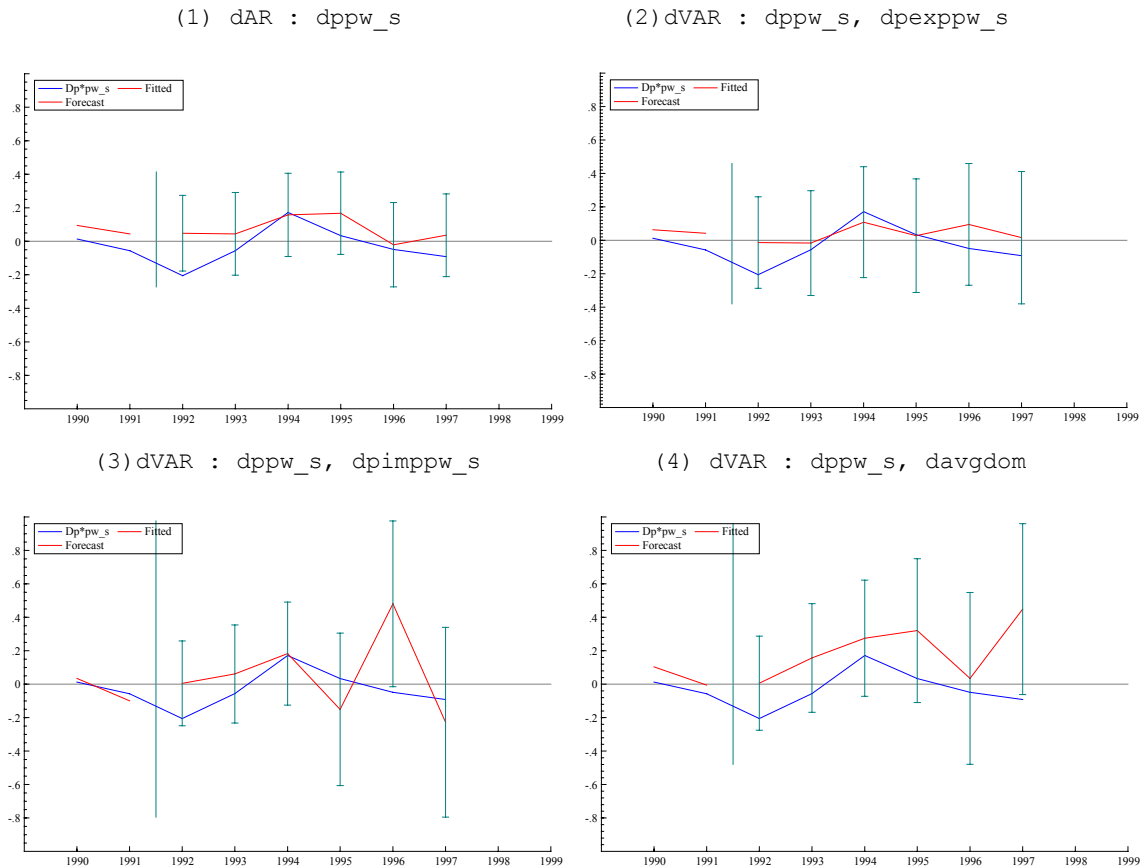 (1) dAR : dppw_s
(2)dVAR : dppw_s, dpexppw_s
Dp*pw_s Fitted
Forecast
.8
.6
.4
.2
0
-.2
-.4
-.6
-.8
1990 1991 1992 1993 1994 1995 1996 1997 1998 1999
Dp*pw_s Fitted
Forecast
.8
.6
.4
.2
0
-.2
-.4
-.6
-.8
1990 1991 1992 1993 1994 1995 1996 1997 1998 1999
(3)dVAR : dppw_s, dpimppw_s
(4) dVAR : dppw_s, davgdom
Dp*pw_s Fitted
Forecast
.8
.6
.4
.2
0
-.2
-.4
-.6
-.8
1990 1991 1992 1993 1994 1995 1996 1997 1998 1999
Dp*pw_s Fitted
Forecast
.8
.6
.4
.2
0
-.2
-.4
-.6
-.8
1990 1991 1992 1993 1994 1995 1996 1997 1998 1999